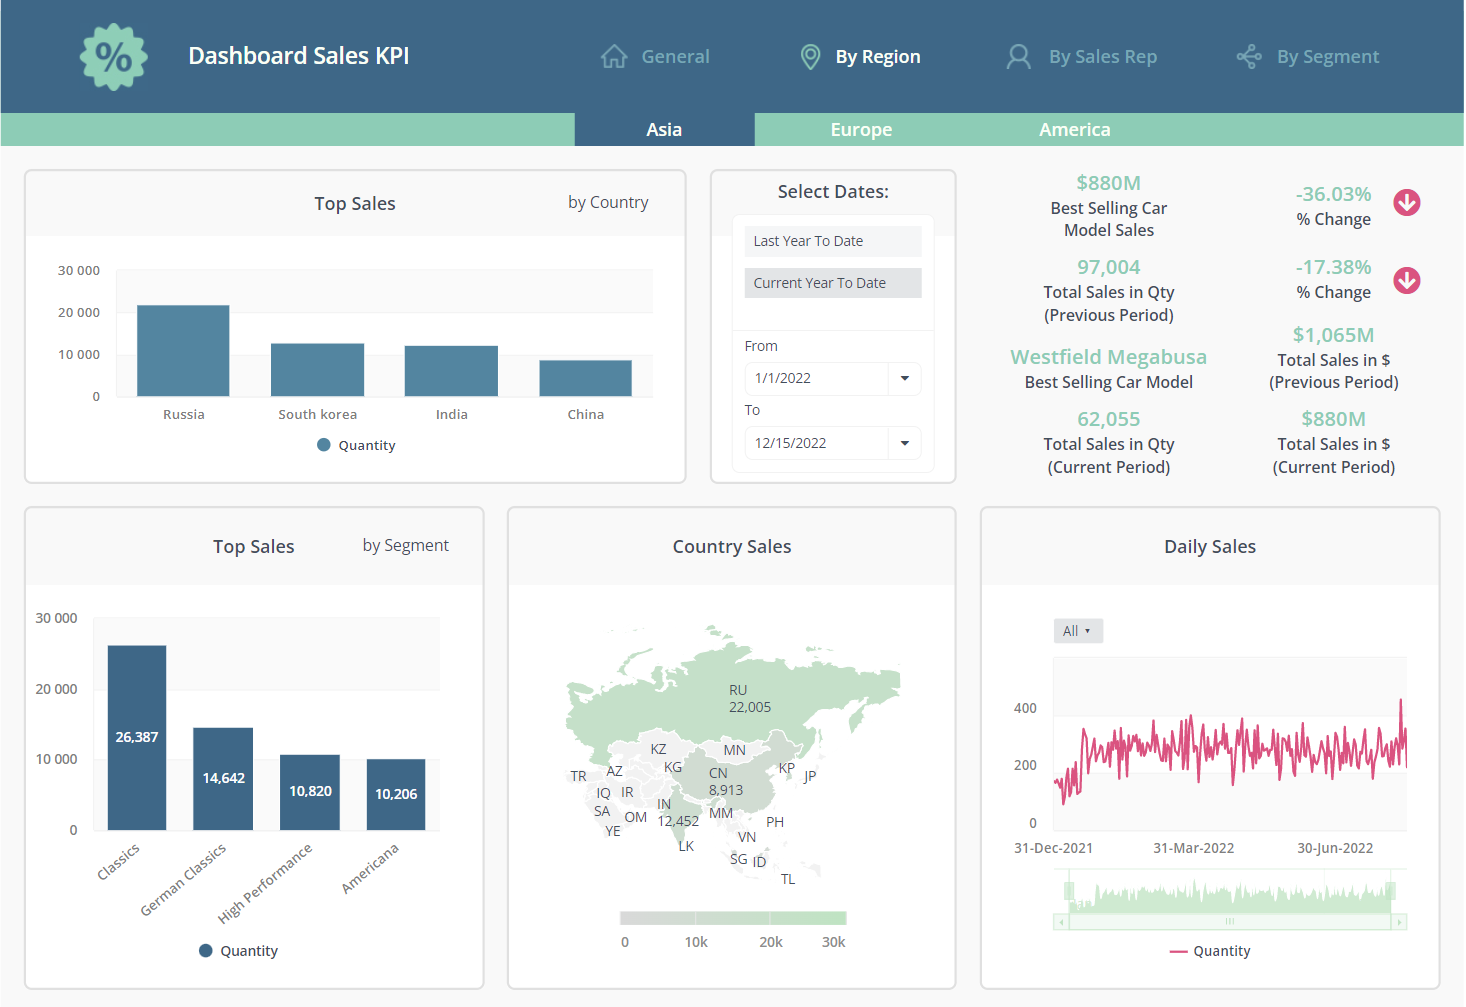 %
Dashboard Sales KPI
General
By Region
By Sales Rep
By Segment
Asia
Europe
America
Top Sales
by Country
30 000
20 000
10 000
0
Russia
South korea
India
China
Quantity
Select Dates:
Last Year To Date
Current Year To Date
From
1/1/2022
To
12/15/2022
$880M
Best Selling Car
Model Sales
-36.03%
% Change
97,004
Total Sales in Qty
(Previous Period)
-17.38%
% Change
Westfield Megabusa
Best Selling Car Model
$1,065M
Total Sales in $
(Previous Period)
62,055
Total Sales in Qty
(Current Period)
$880M
Total Sales in $
(Current Period)
Top Sales
by Segment
30 000
20 000
10 000
0
26,387
14,642
10,820
10,206
Classics
German Classics
High Performance
Americana
Quantity
Country Sales
RU
22,005
KZ
MN
TR
AZ
KG
CN
8,913
KP
JP
IQ
IR
IN
12,452
SA
OM
MM
YE
PH
VN
LK
SG
ID
TL
0
10k
20k
30k
Daily Sales
All
400
200
0
31-Dec-2021
31-Mar-2022
30-Jun-2022
Quantity